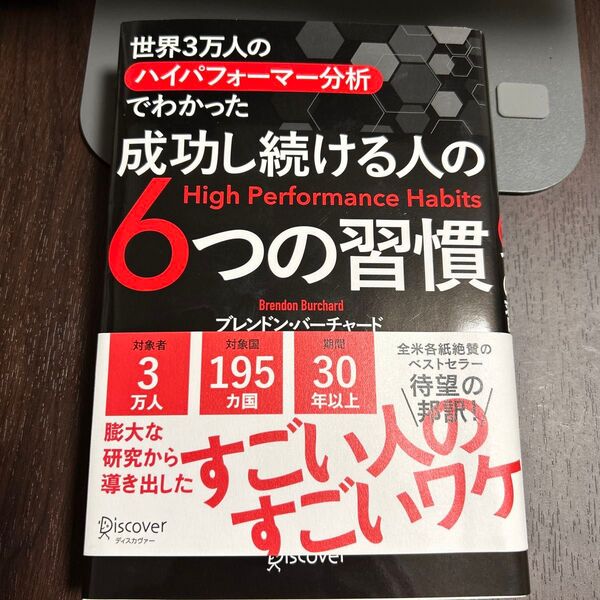 世界3万人の
ハイパフォーマー分析
でわかった
成功し続ける人の
High Performance Habits
6つの習慣
Brendon Burchard
ブレンドン・バーチャード
対象者
3
万人
対象国
195
カ国
期間
30
年以上
全米各紙絶賛の
ベストセラー
待望の
邦訳!
膨大な
研究から
導き出した
すごい人の
すごいワケ
Discover
ディスカヴァー
Discover